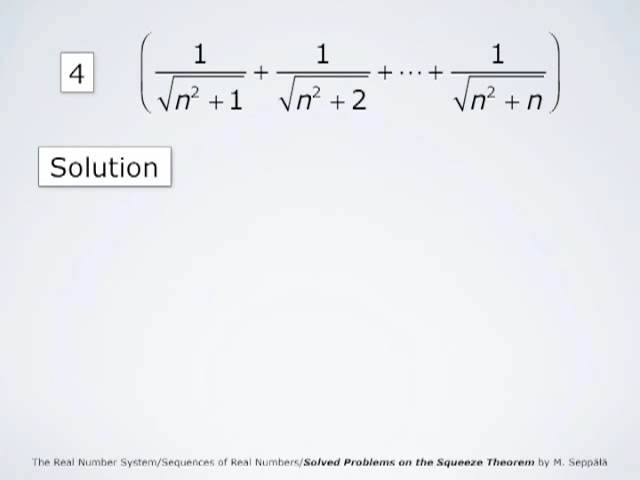 4 ( 1/√(n² + 1) + 1/√(n² + 2) + ··· + 1/√(n² + n) )
Solution
The Real Number System/Sequences of Real Numbers/Solved Problems on the Squeeze Theorem by M. Seppälä